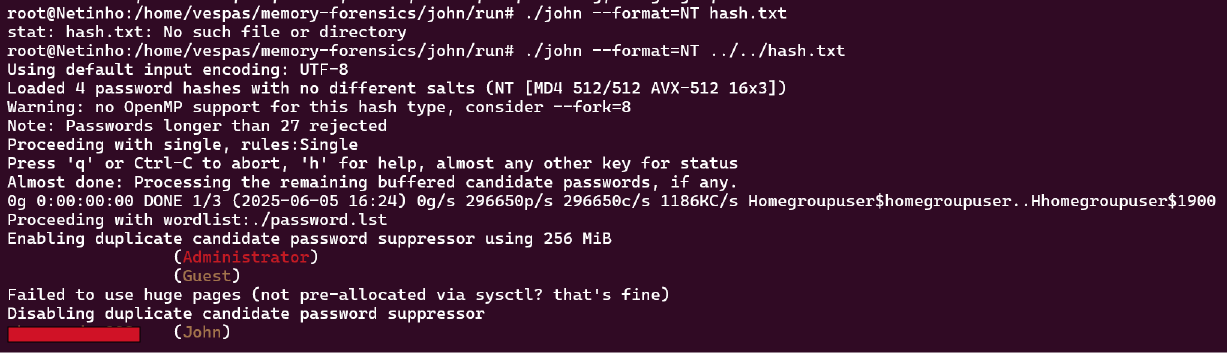 root@Netinho:/home/vespas/memory-forensics/john/run# ./john --format=NT hash.txt
stat: hash.txt: No such file or directory
root@Netinho:/home/vespas/memory-forensics/john/run# ./john --format=NT ../../hash.txt
Using default input encoding: UTF-8
Loaded 4 password hashes with no different salts (NT [MD4 512/512 AVX-512 16x3])
Warning: no OpenMP support for this hash type, consider --fork=8
Note: Passwords longer than 27 rejected
Proceeding with single, rules:Single
Press 'q' or Ctrl-C to abort, 'h' for help, almost any other key for status
Almost done: Processing the remaining buffered candidate passwords, if any.
0g 0:00:00:00 DONE 1/3 (2025-06-05 16:24) 0g/s 296650p/s 296650c/s 1186KC/s Homegroupuser$homegroupuser..Hhomegroupuser$1900
Proceeding with wordlist:./password.lst
Enabling duplicate candidate password suppressor using 256 MiB
(Administrator)
(Guest)
Failed to use huge pages (not pre-allocated via sysctl? that's fine)
Disabling duplicate candidate password suppressor
(John)